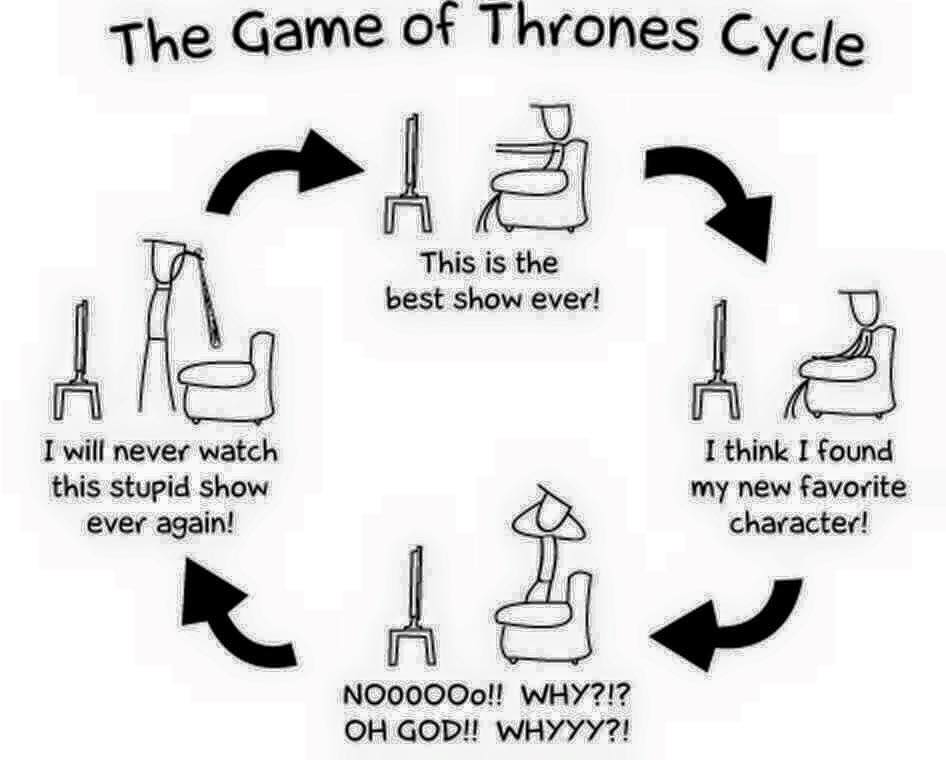 The Game of Thrones Cycle
This is the
best show ever!
I think I found
my new favorite
character!
NOooOOo!! WHY?!?
OH GOD!! WHYYY?!
I will never watch
this stupid show
ever again!